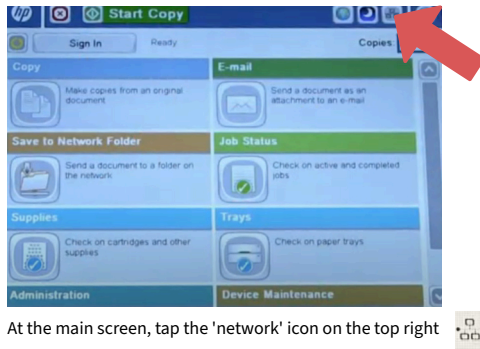 hp Start Copy
Sign In Ready Copies
Copy
Make copies from an original
document
E-mail
Send a document as an
attachment to an e-mail
Save to Network Folder
Send a document to a folder on
the network
Job Status
Check on active and completed
jobs
Supplies
Check on cartridges and other
supplies
Trays
Check on paper trays
Administration
Device Maintenance
At the main screen, tap the 'network' icon on the top right